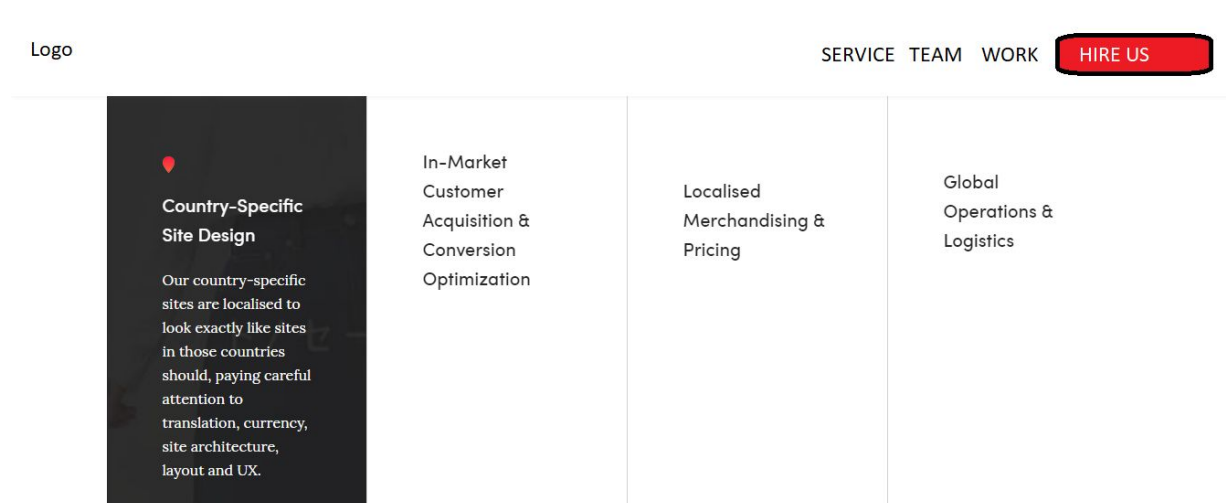 Logo
SERVICE TEAM WORK HIRE US
Country-Specific
Site Design
Our country-specific
sites are localised to
look exactly like sites
in those countries
should, paying careful
attention to
translation, currency,
site architecture,
layout and UX.
In-Market
Customer
Acquisition &
Conversion
Optimization
Localised
Merchandising &
Pricing
Global
Operations &
Logistics